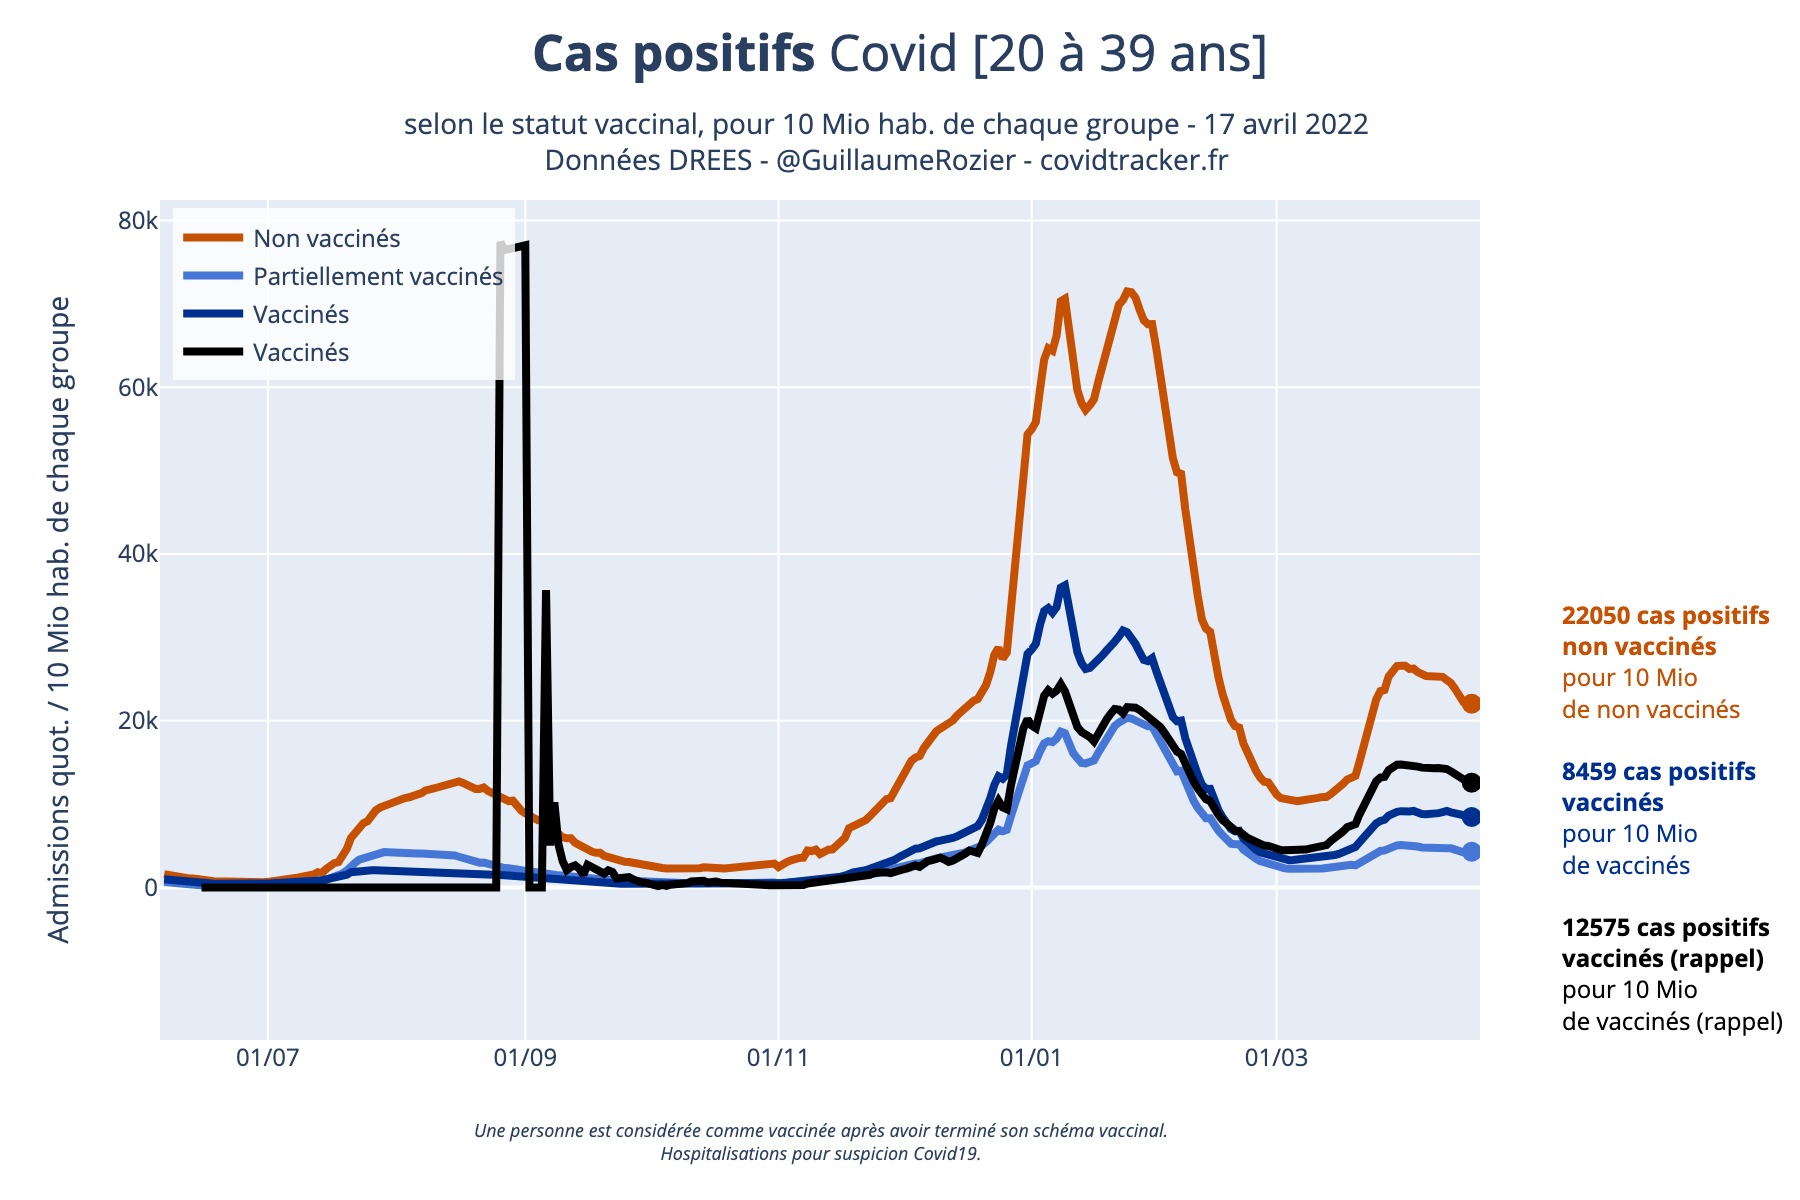 Cas positifs Covid [20 à 39 ans]
selon le statut vaccinal, pour 10 Mio hab. de chaque groupe - 17 avril 2022
Données DREES - @GuillaumeRozier - covidtracker.fr
Admissions quot. / 10 Mio hab. de chaque groupe
80k
60k
40k
20k
0
Non vaccinés
Partiellement vaccinés
Vaccinés
Vaccinés
01/07
01/09
01/11
01/01
01/03
22050 cas positifs
non vaccinés
pour 10 Mio
de non vaccinés
8459 cas positifs
vaccinés
pour 10 Mio
de vaccinés
12575 cas positifs
vaccinés (rappel)
pour 10 Mio
de vaccinés (rappel)
Une personne est considérée comme vaccinée après avoir terminé son schéma vaccinal.
Hospitalisations pour suspicion Covid19.